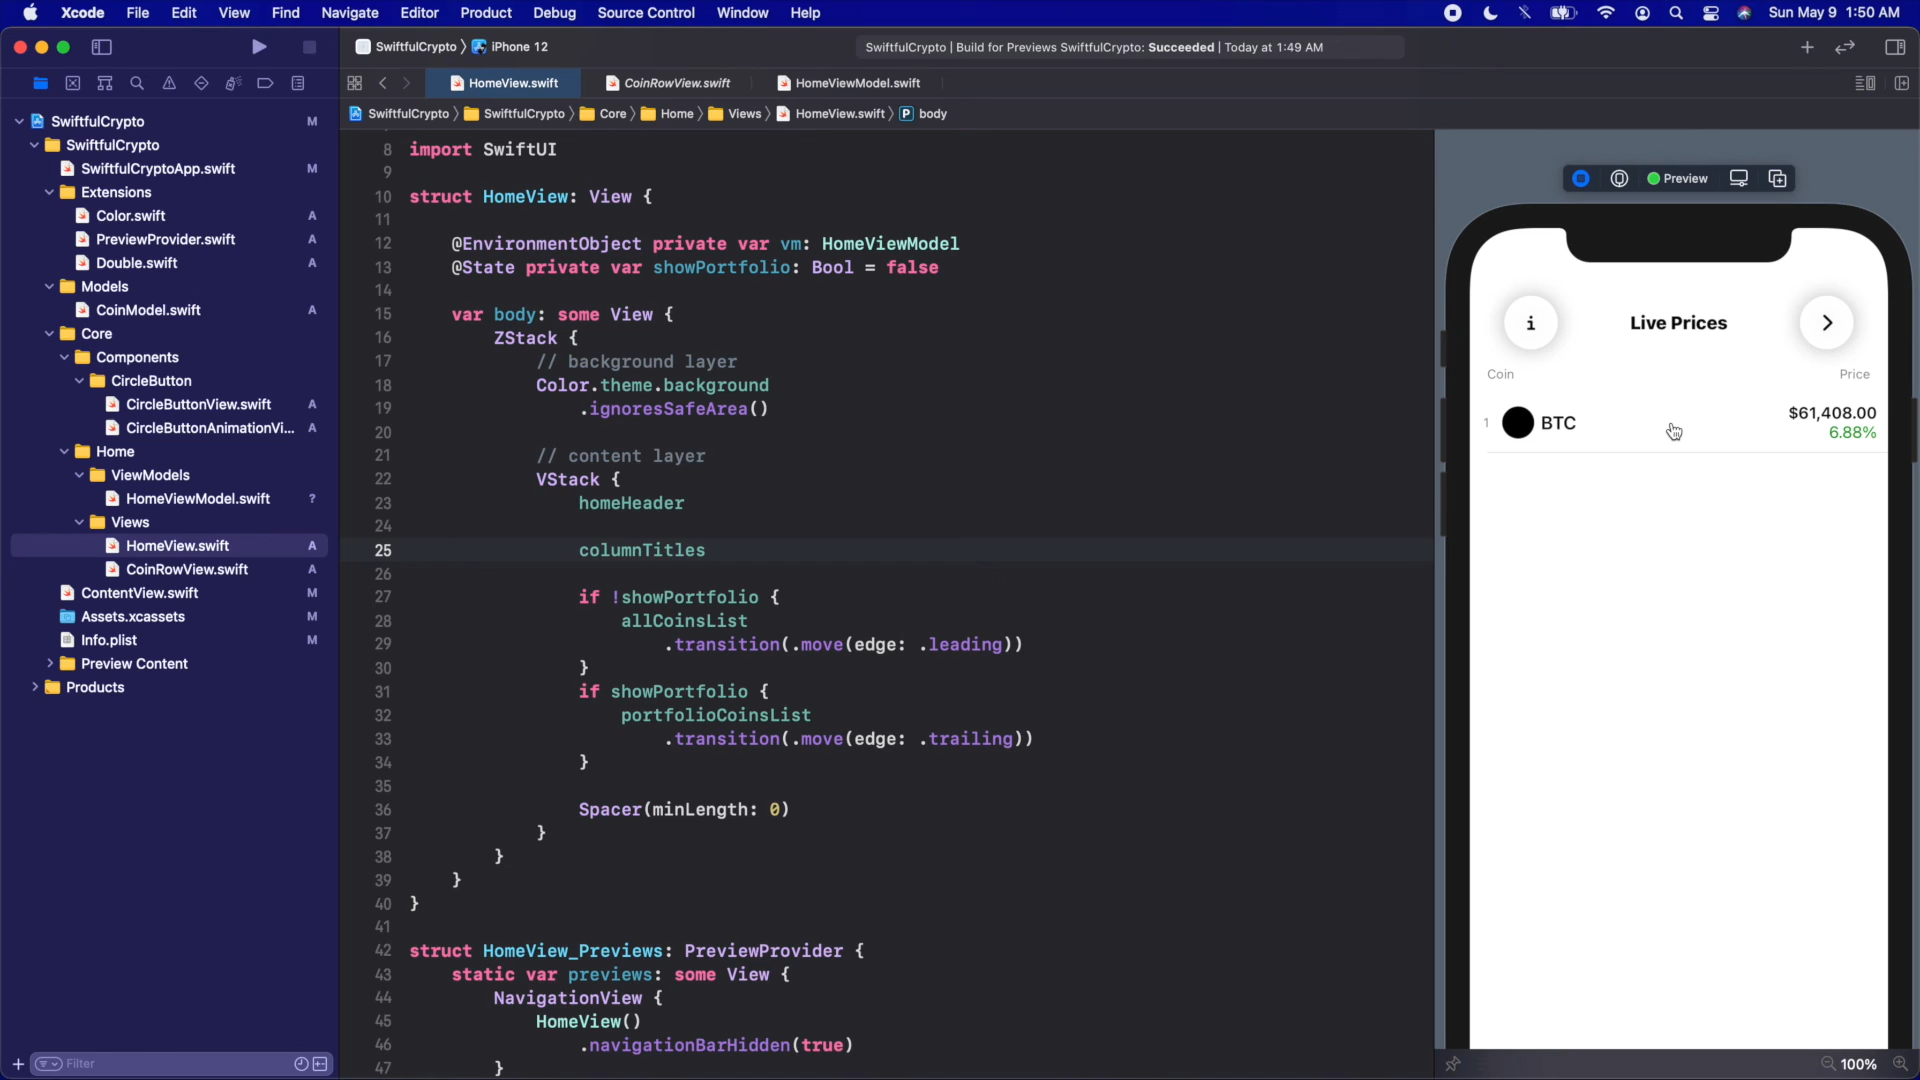 Xcode File Edit View Find Navigate Editor Product Debug Source Control Window Help Sun May 9 1:50 AM
SwiftfulCrypto 〉 iPhone 12 SwiftfulCrypto | Build for Previews SwiftfulCrypto: Succeeded | Today at 1:49 AM
HomeView.swift CoinRowView.swift HomeViewModel.swift
SwiftfulCrypto 〉 SwiftfulCrypto 〉 Core 〉 Home 〉 Views 〉 HomeView.swift 〉 P body
SwiftfulCrypto M
SwiftfulCrypto
SwiftfulCryptoApp.swift M
Extensions
Color.swift A
PreviewProvider.swift A
Double.swift A
Models
CoinModel.swift A
Core
Components
CircleButton
CircleButtonView.swift A
CircleButtonAnimationVi... A
Home
ViewModels
HomeViewModel.swift ?
Views
HomeView.swift A
CoinRowView.swift A
ContentView.swift M
Assets.xcassets M
Info.plist M
Preview Content
Products
Filter
8 import SwiftUI
9
10 struct HomeView: View {
11
12 @EnvironmentObject private var vm: HomeViewModel
13 @State private var showPortfolio: Bool = false
14
15 var body: some View {
16 ZStack {
17 // background layer
18 Color.theme.background
19 .ignoresSafeArea()
20
21 // content layer
22 VStack {
23 homeHeader
24
25 columnTitles
26
27 if !showPortfolio {
28 allCoinsList
29 .transition(.move(edge: .leading))
30 }
31 if showPortfolio {
32 portfolioCoinsList
33 .transition(.move(edge: .trailing))
34 }
35
36 Spacer(minLength: 0)
37 }
38 }
39 }
40 }
41
42 struct HomeView_Previews: PreviewProvider {
43 static var previews: some View {
44 NavigationView {
45 HomeView()
46 .navigationBarHidden(true)
47 }
Preview
i Live Prices
Coin Price
1 BTC $61,408.00
6.88%
100%